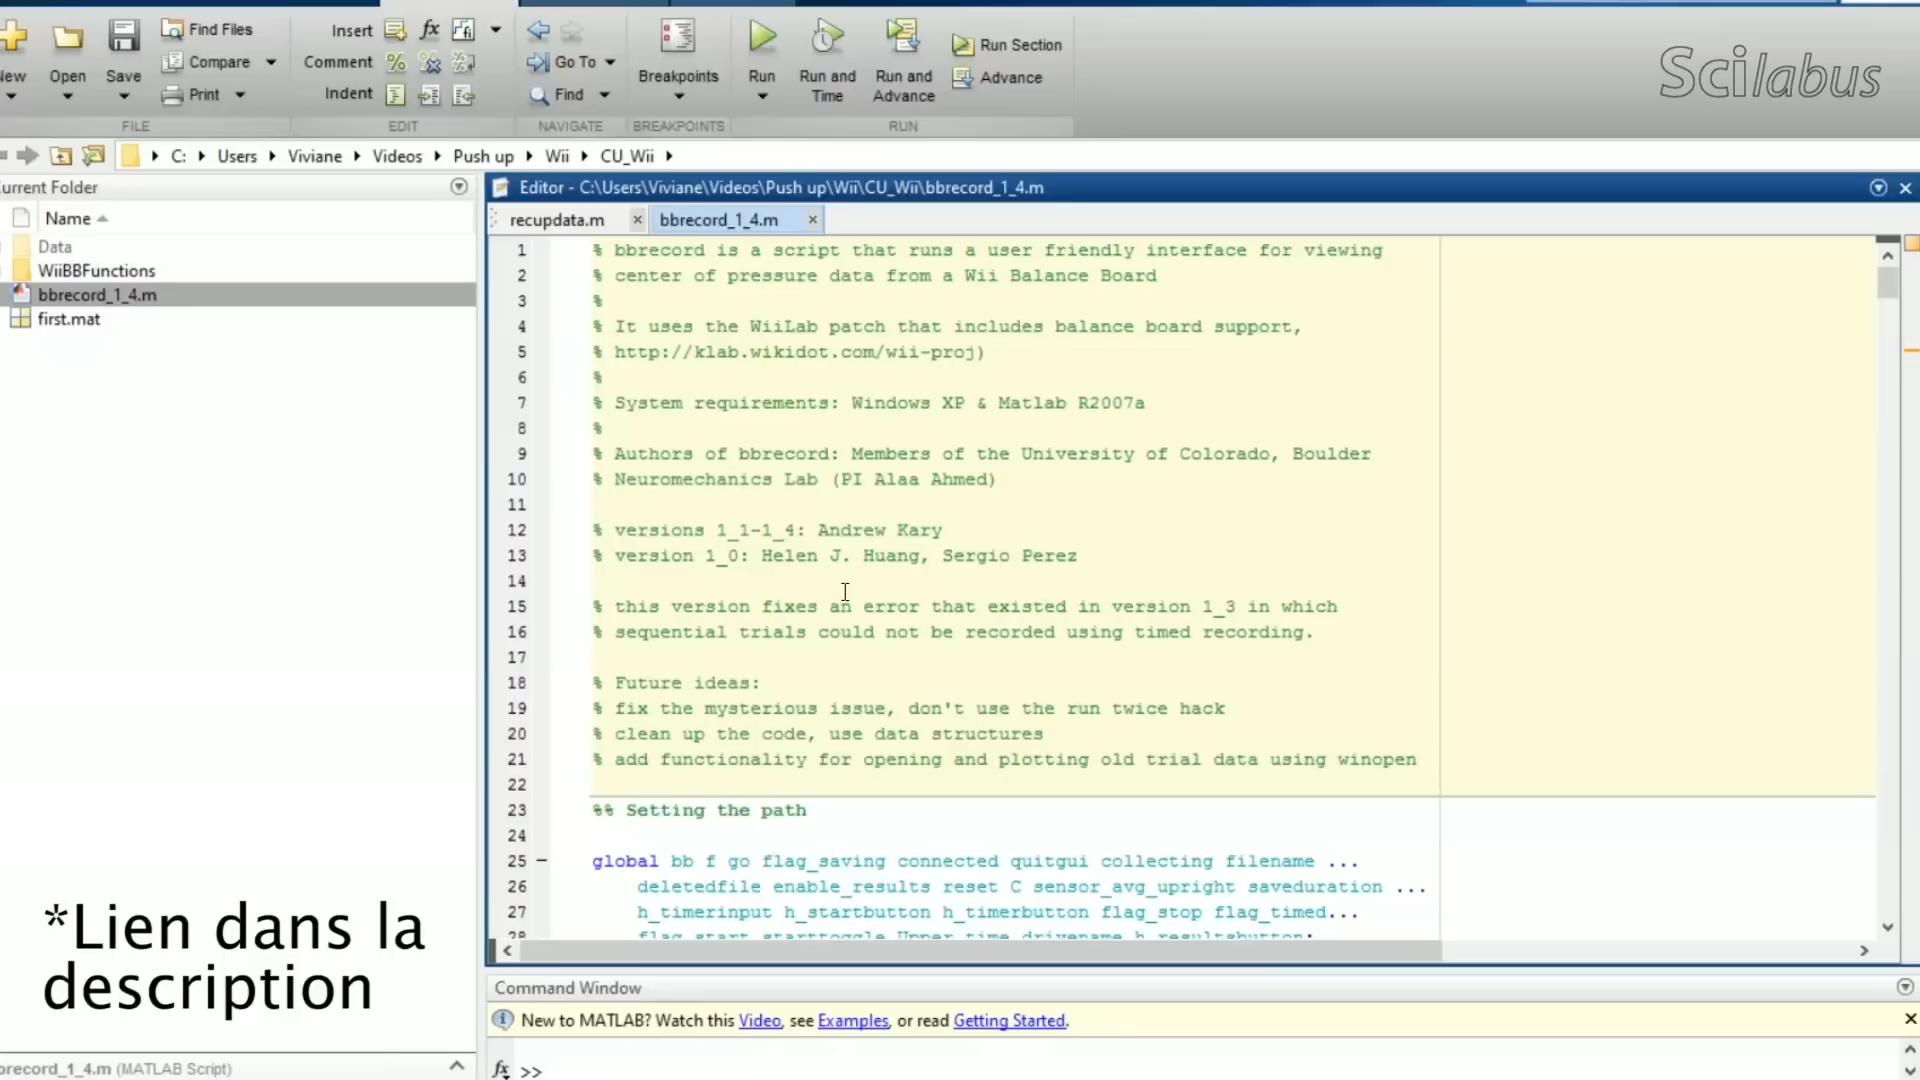 New
Open
Save
Find Files
Compare
Print
FILE
Insert
Comment
Indent
EDIT
Go To
Find
NAVIGATE
Breakpoints
BREAKPOINTS
Run
Run and Time
Run and Advance
Run Section
Advance
RUN
Scilabus
C: Users Viviane Videos Push up Wii CU_Wii
urrent Folder
Name
Data
WiiBBFunctions
bbrecord_1_4.m
first.mat
Editor - C:\Users\Viviane\Videos\Push up\Wii\CU_Wii\bbrecord_1_4.m
recupdata.m
bbrecord_1_4.m
1 % bbrecord is a script that runs a user friendly interface for viewing
2 % center of pressure data from a Wii Balance Board
3 %
4 % It uses the WiiLab patch that includes balance board support,
5 % http://klab.wikidot.com/wii-proj)
6 %
7 % System requirements: Windows XP & Matlab R2007a
8 %
9 % Authors of bbrecord: Members of the University of Colorado, Boulder
10 % Neuromechanics Lab (PI Alaa Ahmed)
11
12 % versions 1_1-1_4: Andrew Kary
13 % version 1_0: Helen J. Huang, Sergio Perez
14
15 % this version fixes an error that existed in version 1_3 in which
16 % sequential trials could not be recorded using timed recording.
17
18 % Future ideas:
19 % fix the mysterious issue, don't use the run twice hack
20 % clean up the code, use data structures
21 % add functionality for opening and plotting old trial data using winopen
22
23 %% Setting the path
24
25 – global bb f go flag_saving connected quitgui collecting filename ...
26 deletedfile enable_results reset C sensor_avg_upright saveduration ...
27 h_timerinput h_startbutton h_timerbutton flag_stop flag_timed...
28 flag_start starttoggle Upper_time drivename h_resultsbutton;
*Lien dans la
description
Command Window
New to MATLAB? Watch this Video, see Examples, or read Getting Started.
fx >>
brecord_1_4.m (MATLAB Script)